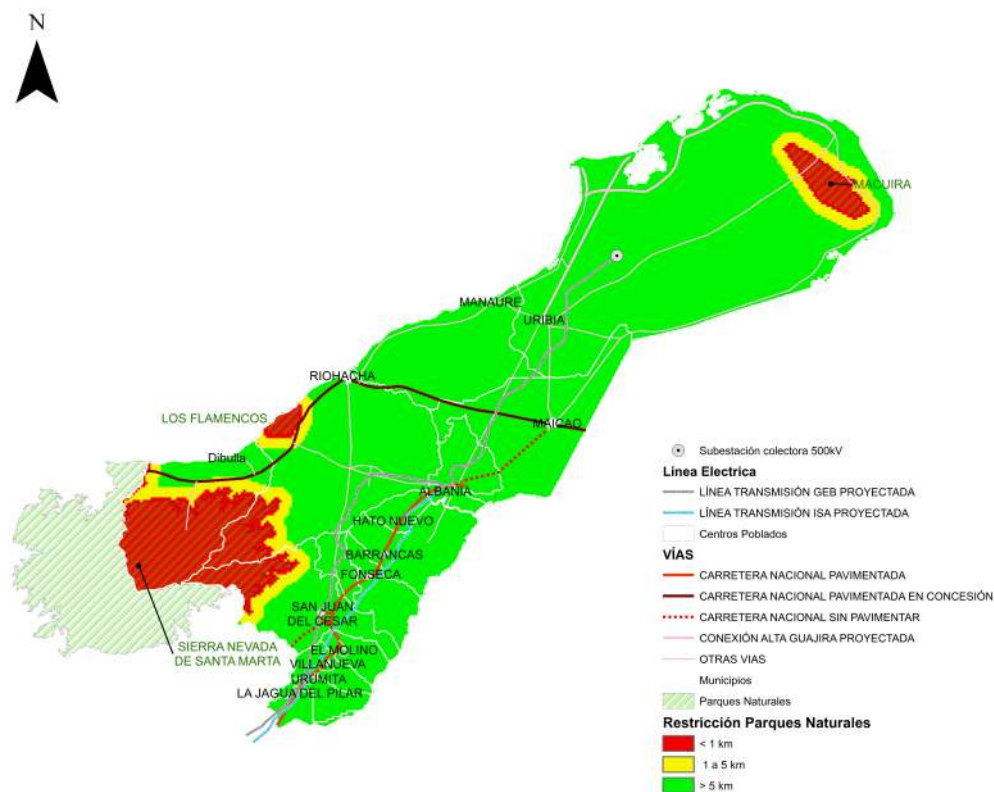 N
MACUIRA
MANAURE
URIBIA
RIOHACHA
LOS FLAMENCOS
MAICAO
Dibulla
ALBANIA
HATO NUEVO
BARRANCAS
FONSECA
SAN JUAN
DEL CESAR
SIERRA NEVADA
DE SANTA MARTA
EL MOLINO
VILLANUEVA
URUMITA
LA JAGUA DEL PILAR
Subestación colectora 500kV
Línea Electrica
LÍNEA TRANSMISIÓN GEB PROYECTADA
LÍNEA TRANSMISIÓN ISA PROYECTADA
Centros Poblados
VÍAS
CARRETERA NACIONAL PAVIMENTADA
CARRETERA NACIONAL PAVIMENTADA EN CONCESIÓN
CARRETERA NACIONAL SIN PAVIMENTAR
CONEXIÓN ALTA GUAJIRA PROYECTADA
OTRAS VIAS
Municipios
Parques Naturales
Restricción Parques Naturales
< 1 km
1 a 5 km
> 5 km